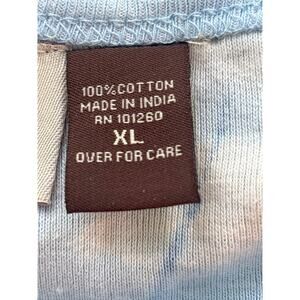 100% COTTON
MADE IN INDIA
RN 101260
XL
OVER FOR CARE